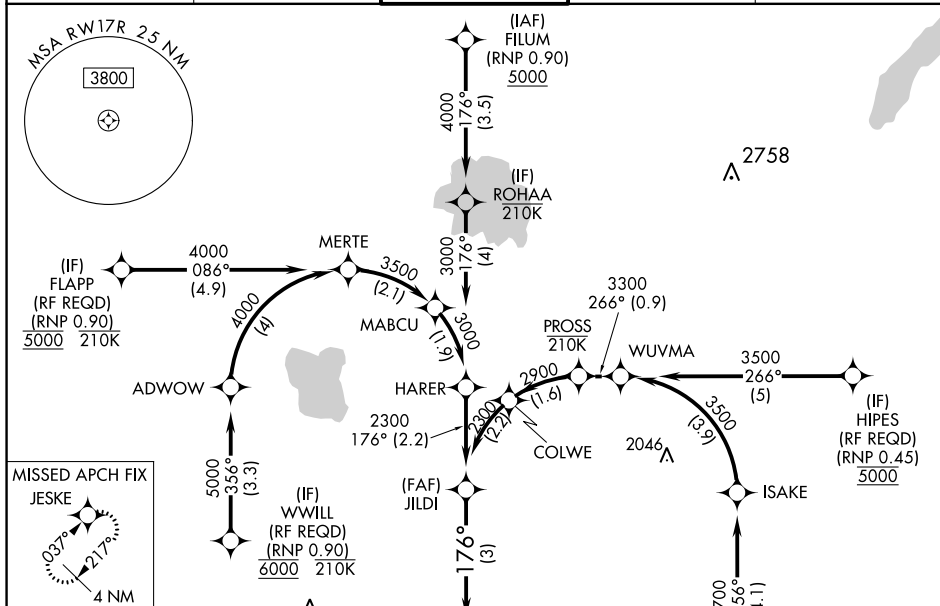 MSA RW17R 25 NM
3800
(IAF)
FILUM
(RNP 0.90)
5000
4000
176°
(3.5)
2758
(IF)
ROHAA
210K
3000
176°
(4)
MERTE
4000
086°
(4.9)
(IF)
FLAPP
(RF REQD)
(RNP 0.90)
5000 210K
3500
(2.1)
4000
(4)
MABCU
3000
(1.9)
3300
266° (0.9)
PROSS
210K
WUVMA
3500
266°
(5)
ADWOW
HARER
2900
(1.6)
2300
176° (2.2)
2300
(2.2)
COLWE
3500
(3.9)
(IF)
HIPES
(RF REQD)
(RNP 0.45)
5000
2046
ISAKE
(FAF)
JILDI
5000
356°
(3.3)
(IF)
WWILL
(RF REQD)
(RNP 0.90)
6000 210K
176°
(3)
MISSED APCH FIX
JESKE
037°
217°
4 NM